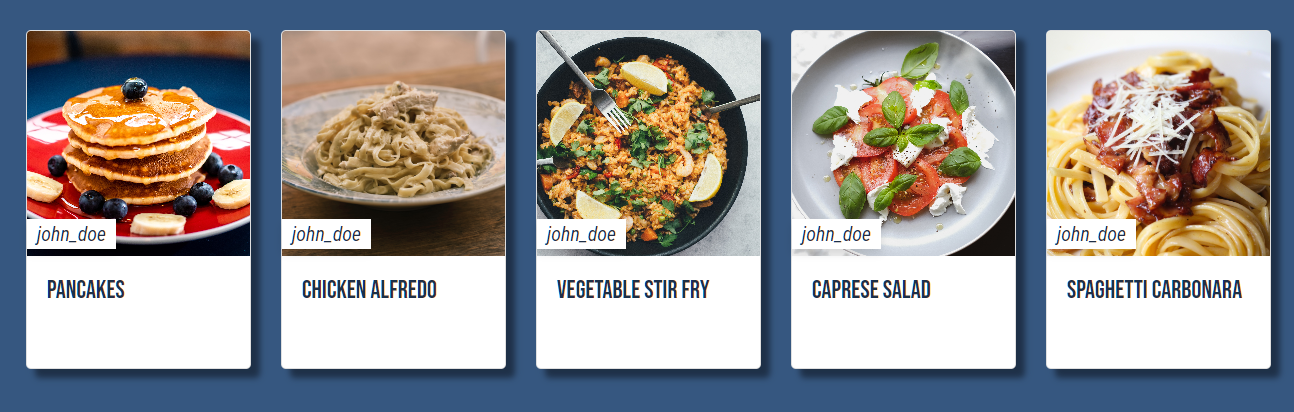 john_doe
PANCAKES
john_doe
CHICKEN ALFREDO
john_doe
VEGETABLE STIR FRY
john_doe
CAPRESE SALAD
john_doe
SPAGHETTI CARBONARA